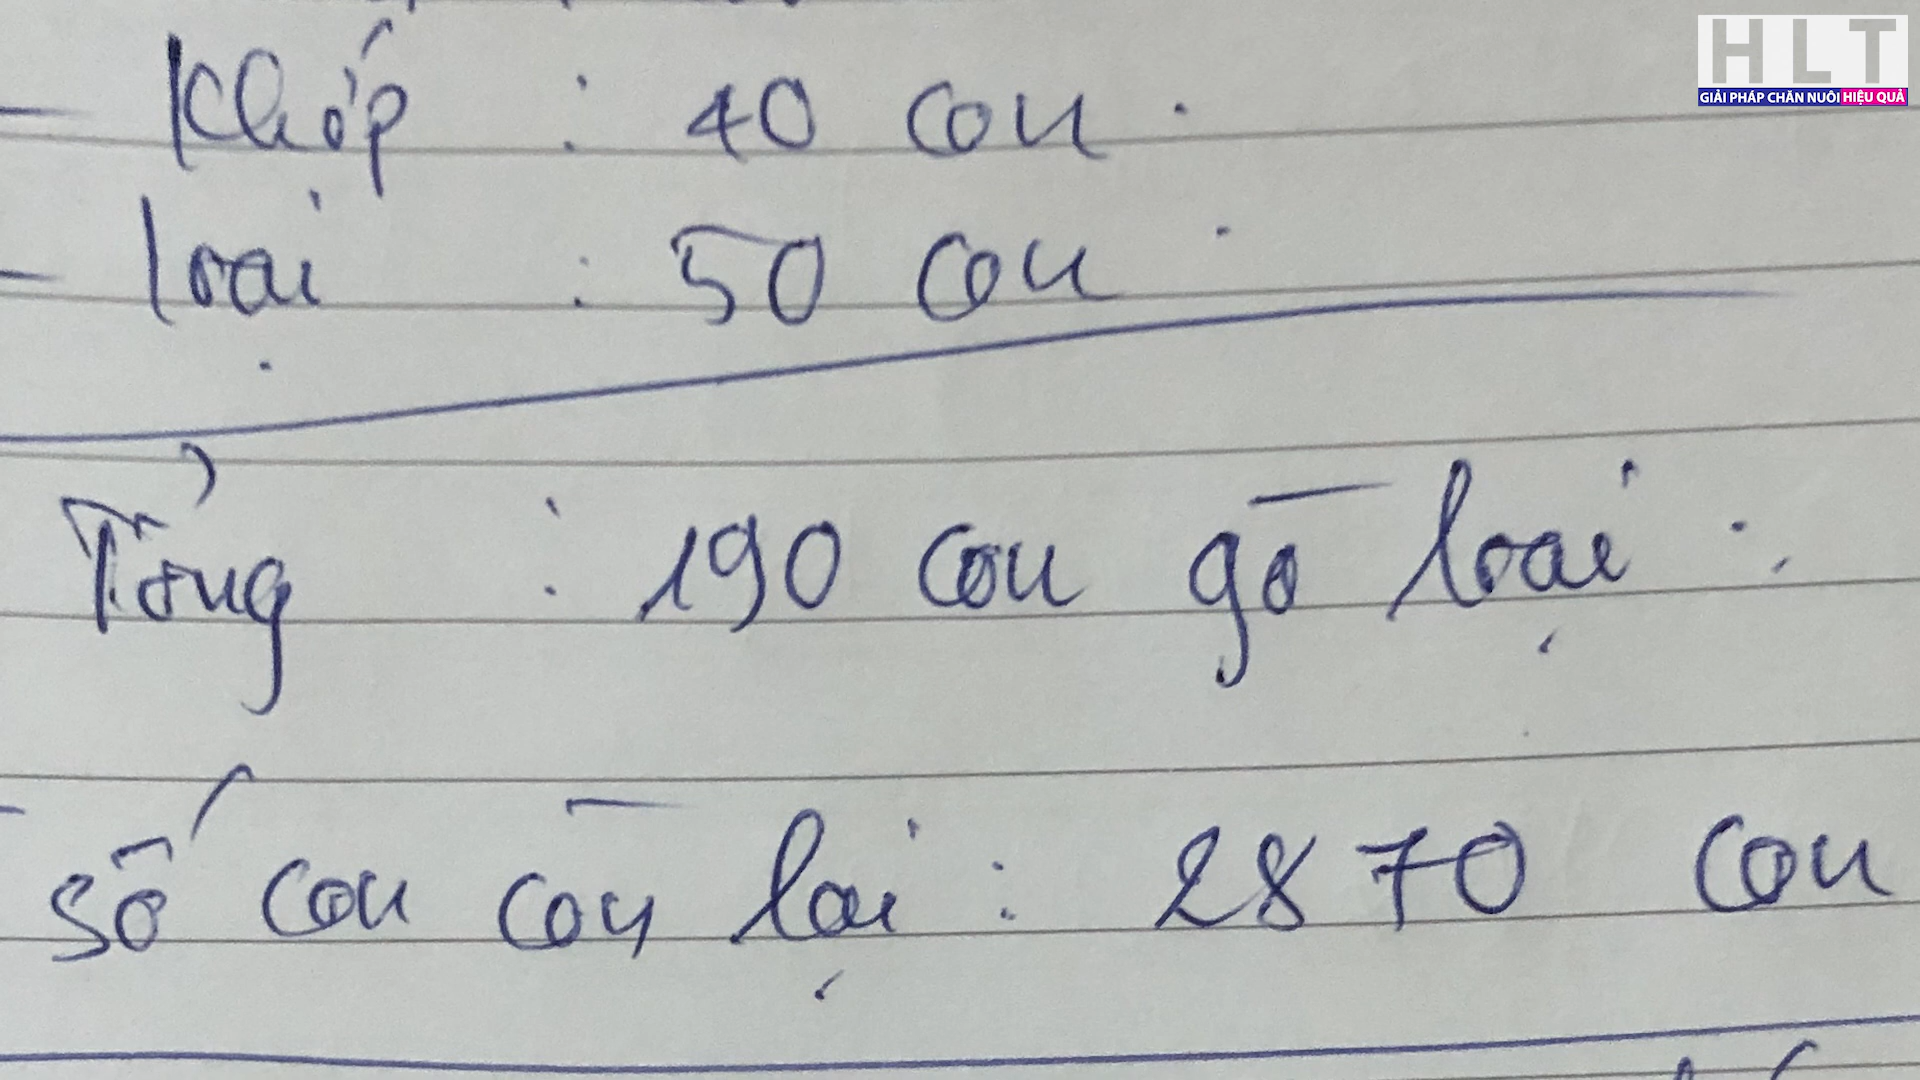 HLT
GIẢI PHÁP CHĂN NUÔI HIỆU QUẢ
- Khớp : 40 con.
- loại : 50 con.
Tổng : 190 con gà loại :
- Số con còn lại : 2870 con